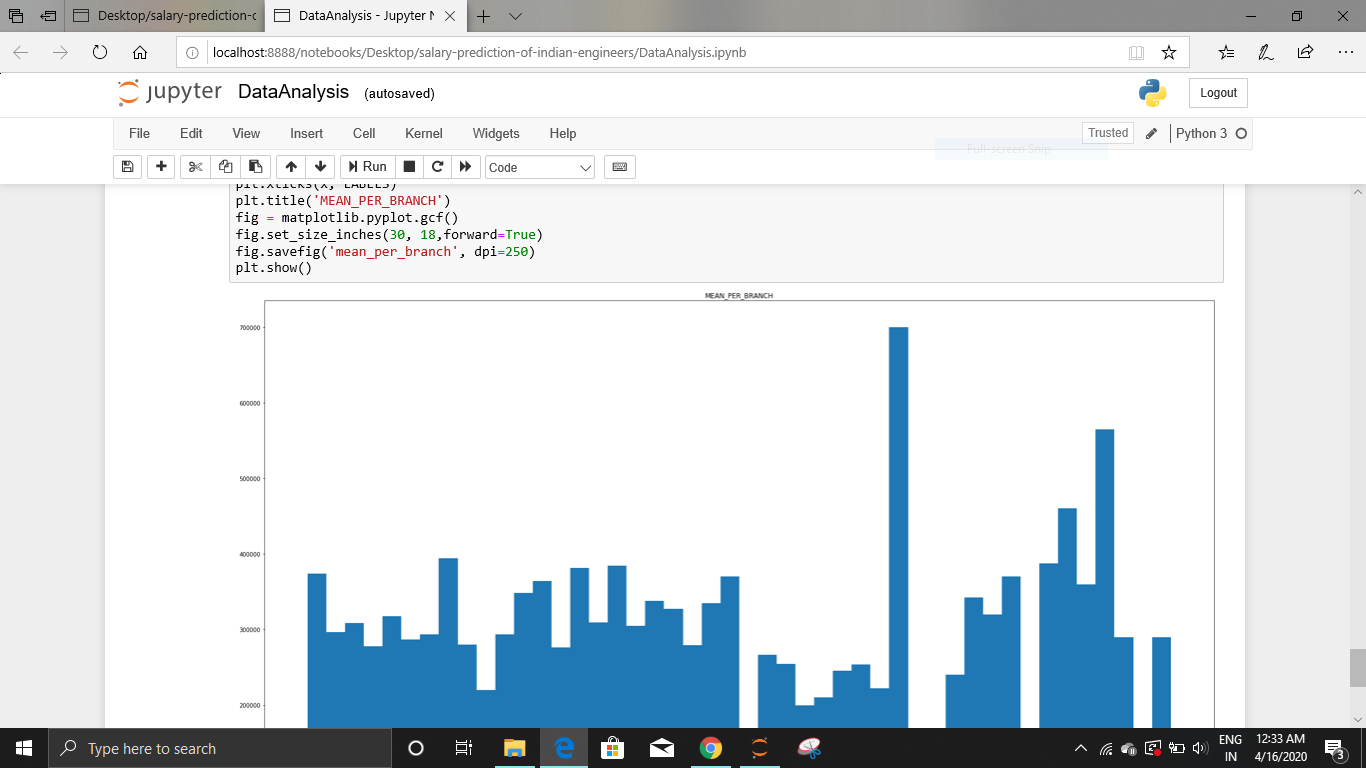 Desktop/salary-prediction-c
DataAnalysis - Jupyter N
localhost:8888/notebooks/Desktop/salary-prediction-of-indian-engineers/DataAnalysis.ipynb
jupyter DataAnalysis (autosaved)
Logout
File Edit View Insert Cell Kernel Widgets Help
Trusted
Python 3
Full-screen Snip
Run
Code
plt.xticks(x, LABELS)
plt.title('MEAN_PER_BRANCH')
fig = matplotlib.pyplot.gcf()
fig.set_size_inches(30, 18,forward=True)
fig.savefig('mean_per_branch', dpi=250)
plt.show()
MEAN_PER_BRANCH
700000
600000
500000
400000
300000
200000
Type here to search
ENG
IN
12:33 AM
4/16/2020
3